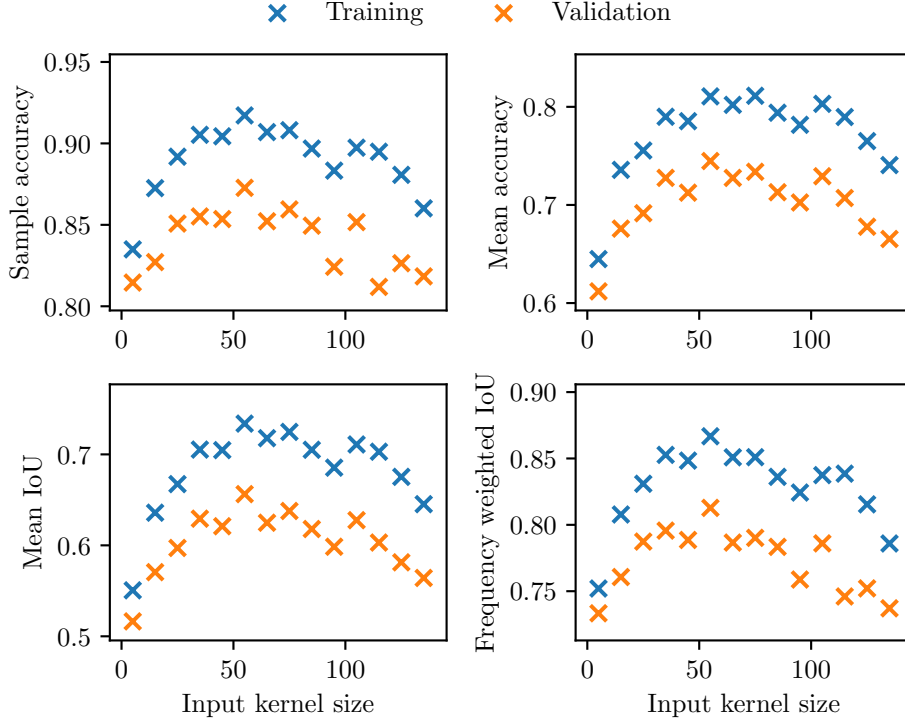 Training Validation
Sample accuracy
0.95
0.90
0.85
0.80
0 50 100
Mean accuracy
0.8
0.7
0.6
0 50 100
Mean IoU
0.7
0.6
0.5
0 50 100
Input kernel size
Frequency weighted IoU
0.90
0.85
0.80
0.75
0 50 100
Input kernel size